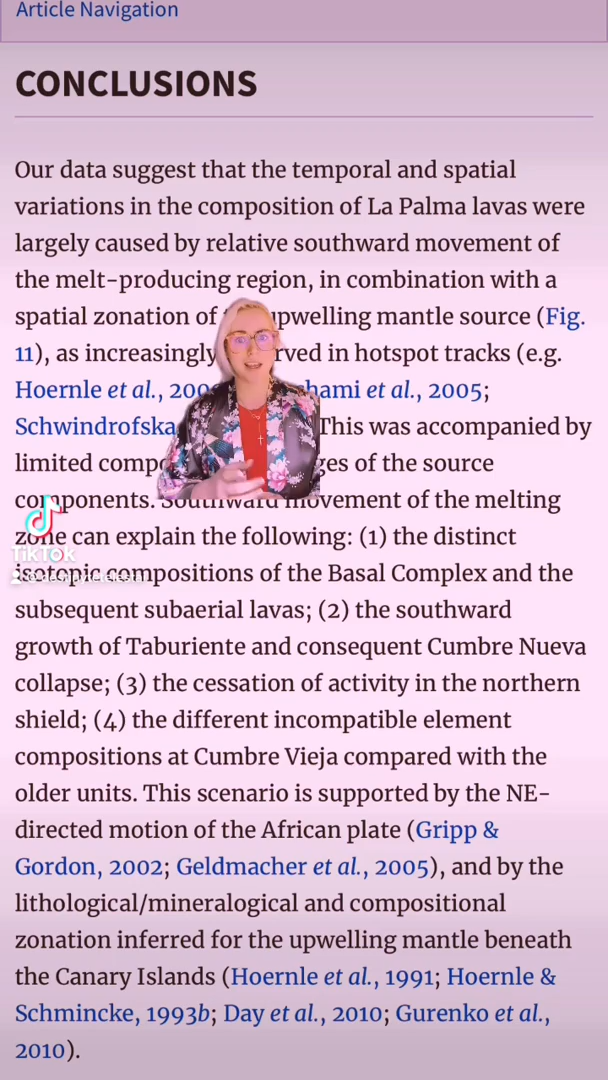 Article Navigation
CONCLUSIONS
Our data suggest that the temporal and spatial
variations in the composition of La Palma lavas were
largely caused by relative southward movement of
the melt-producing region, in combination with a
spatial zonation of upwelling mantle source (Fig.
11), as increasingly in hotspot tracks (e.g.
Hoernle et al., et al., 2005;
This was accompanied by
limited of the source
components. Southward movement of the melting
zone can explain the following: (1) the distinct
TikTok
isotopic compositions of the Basal Complex and the
subsequent subaerial lavas; (2) the southward
growth of Taburiente and consequent Cumbre Nueva
collapse; (3) the cessation of activity in the northern
shield; (4) the different incompatible element
compositions at Cumbre Vieja compared with the
older units. This scenario is supported by the NE-
directed motion of the African plate (Gripp &
Gordon, 2002; Geldmacher et al., 2005), and by the
lithological/mineralogical and compositional
zonation inferred for the upwelling mantle beneath
the Canary Islands (Hoernle et al., 1991; Hoernle &
Schmincke, 1993b; Day et al., 2010; Gurenko et al.,
2010).